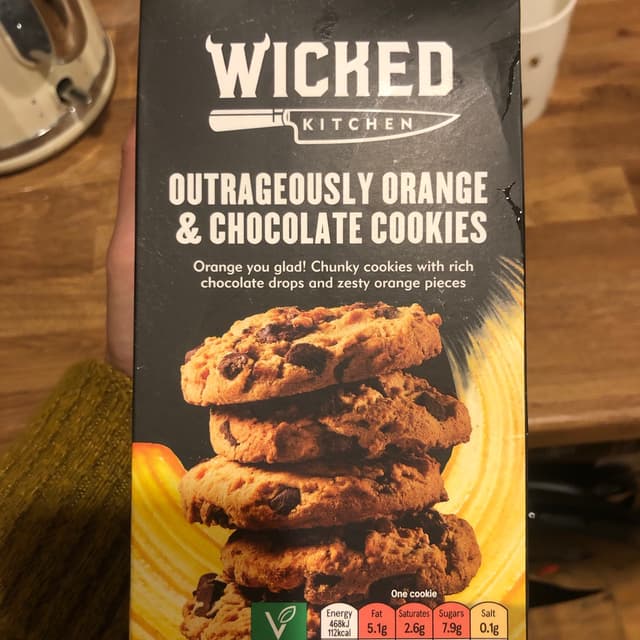 WICKED
KITCHEN
OUTRAGEOUSLY ORANGE
& CHOCOLATE COOKIES
Orange you glad! Chunky cookies with rich
chocolate drops and zesty orange pieces
One cookie
Energy Fat Saturates Sugars Salt
468kJ
112kcal 5.1g 2.6g 7.9g 0.1g
V